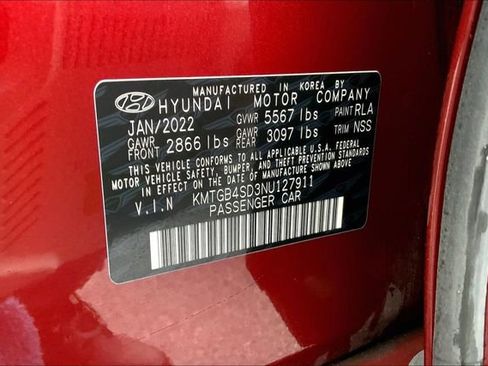 MANUFACTURED IN KOREA BY
HYUNDAI MOTOR COMPANY
JAN/2022 GVWR 5567 lbs PAINT RLA
GAWR FRONT 2866 lbs GAWR REAR 3097 lbs TRIM NSS
THIS VEHICLE CONFORMS TO ALL APPLICABLE FEDERAL
MOTOR VEHICLE SAFETY, BUMPER, AND THEFT PREVENTION
STANDARDS IN EFFECT ON THE DATE OF MANUFACTURE SHOWN ABOVE.
V.I.N KMTGB4SD3NU127911
PASSENGER CAR